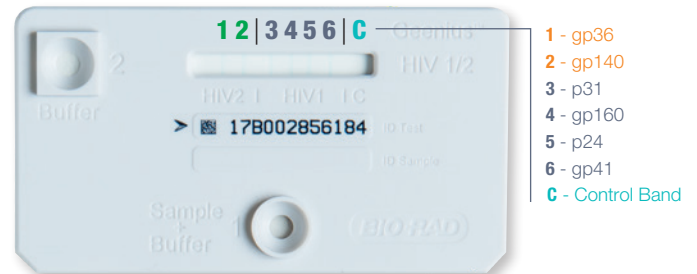 1 2 | 3 4 5 6 | C
Geenius™
2
HIV 1/2
HIV2 | HIV1 | C
Buffer
> 17B002856184
ID Test
ID Sample
Sample
+
Buffer
1
BIO-RAD
1 - gp36
2 - gp140
3 - p31
4 - gp160
5 - p24
6 - gp41
C - Control Band